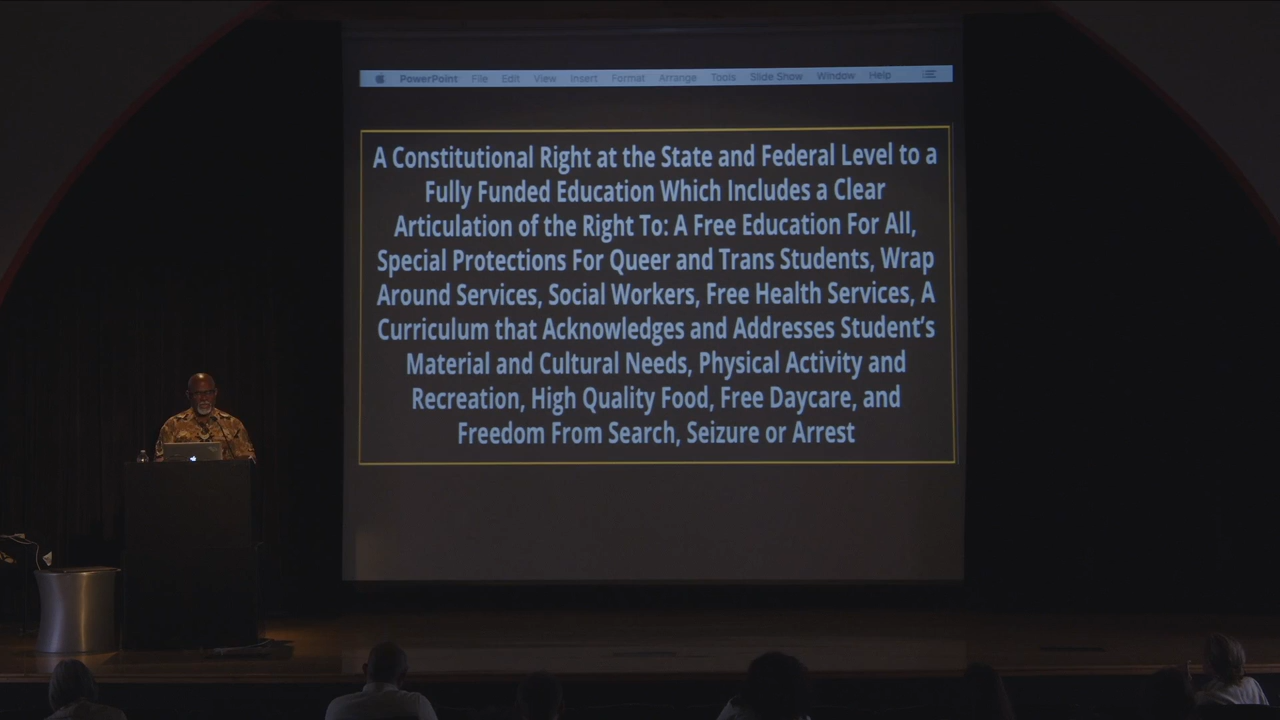 PowerPoint File Edit View Insert Format Arrange Tools Slide Show Window Help
A Constitutional Right at the State and Federal Level to a
Fully Funded Education Which Includes a Clear
Articulation of the Right To: A Free Education For All,
Special Protections For Queer and Trans Students, Wrap
Around Services, Social Workers, Free Health Services, A
Curriculum that Acknowledges and Addresses Student’s
Material and Cultural Needs, Physical Activity and
Recreation, High Quality Food, Free Daycare, and
Freedom From Search, Seizure or Arrest